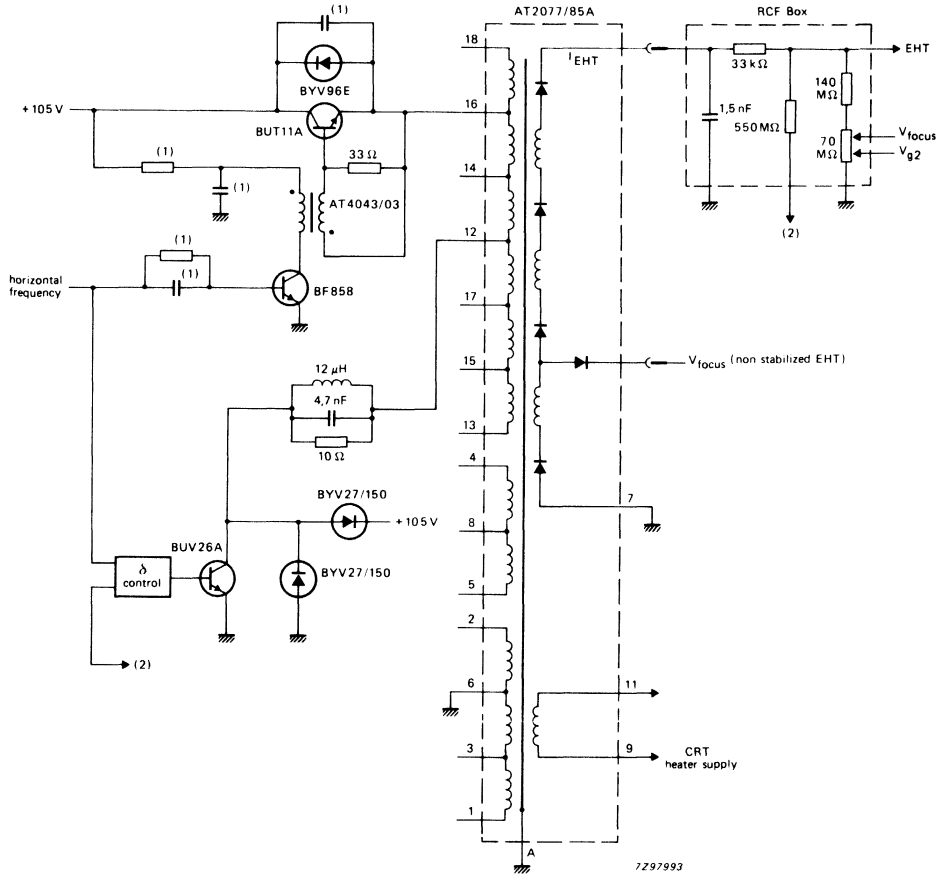 AT2077/85A
RCF Box
(1)
18
I EHT
EHT
BYV96E
33 kΩ
140 MΩ
+105 V
16
BUT11A
1,5 nF
550 MΩ
70 MΩ
Vfocus
Vg2
(1)
33 Ω
14
(1)
AT4043/03
12
(2)
(1)
horizontal
frequency
(1)
BF858
17
12 μH
Vfocus (non stabilized EHT)
15
4,7 nF
13
10 Ω
4
BYV27/150
7
+105 V
8
BUV26A
δ
control
BYV27/150
5
2
(2)
6
11
3
9
CRT
heater supply
1
A
7Z97993